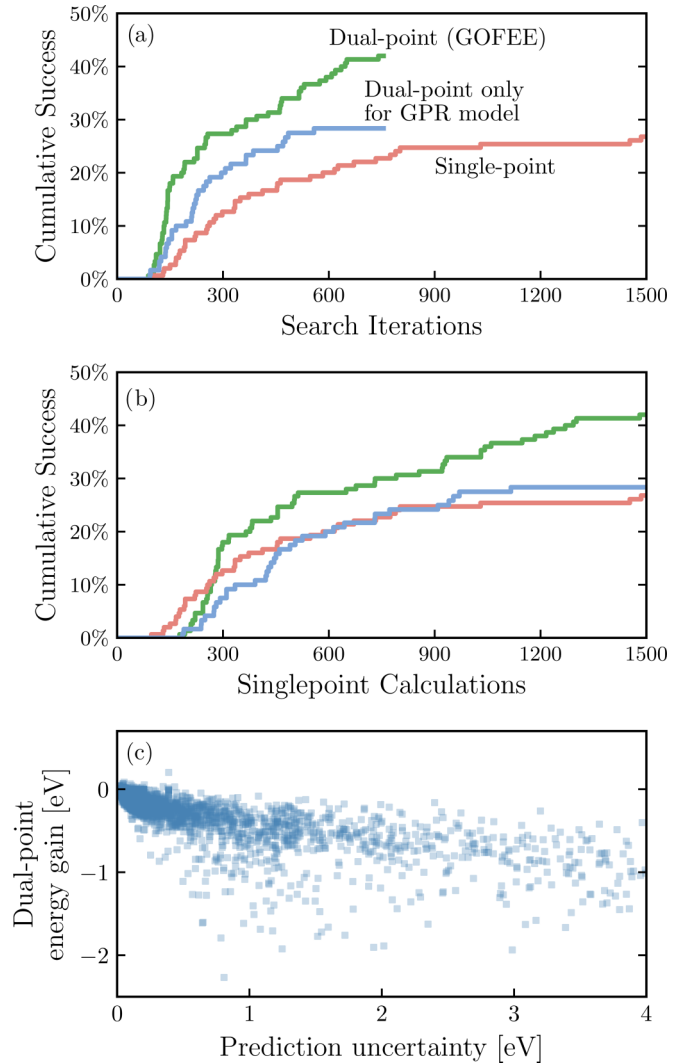 50%
40%
30%
20%
10%
0%
Cumulative Success
(a)
Dual-point (GOFEE)
Dual-point only
for GPR model
Single-point
0 300 600 900 1200 1500
Search Iterations
50%
40%
30%
20%
10%
0%
Cumulative Success
(b)
0 300 600 900 1200 1500
Singlepoint Calculations
(c)
0
−1
−2
Dual-point
energy gain [eV]
0 1 2 3 4
Prediction uncertainty [eV]